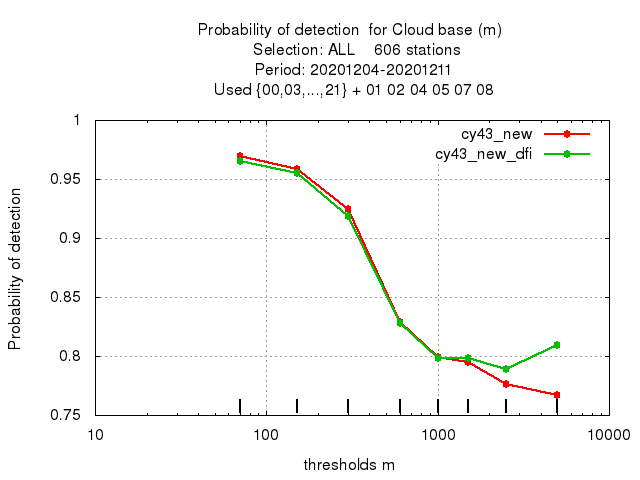 Probability of detection  for Cloud base (m)
Selection: ALL    606 stations
Period: 20201204-20201211
Used {00,03,...,21} + 01 02 04 05 07 08
cy43_new
cy43_new_dfi
Probability of detection
1
0.95
0.9
0.85
0.8
0.75
10 100 1000 10000
thresholds m